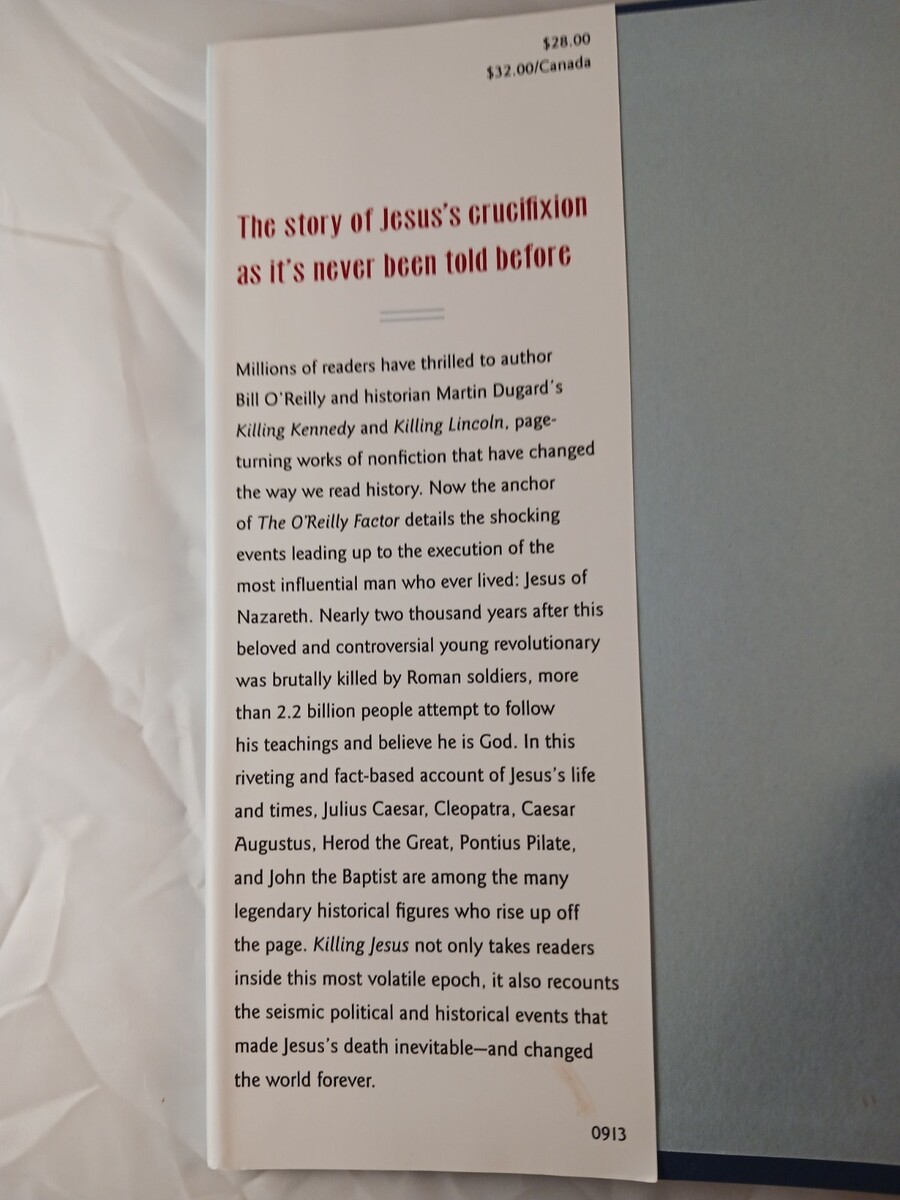 $28.00
$32.00/Canada
The story of Jesus's crucifixion
as it's never been told before
Millions of readers have thrilled to author
Bill O'Reilly and historian Martin Dugard's
Killing Kennedy and Killing Lincoln, page-
turning works of nonfiction that have changed
the way we read history. Now the anchor
of The O'Reilly Factor details the shocking
events leading up to the execution of the
most influential man who ever lived: Jesus of
Nazareth. Nearly two thousand years after this
beloved and controversial young revolutionary
was brutally killed by Roman soldiers, more
than 2.2 billion people attempt to follow
his teachings and believe he is God. In this
riveting and fact-based account of Jesus's life
and times, Julius Caesar, Cleopatra, Caesar
Augustus, Herod the Great, Pontius Pilate,
and John the Baptist are among the many
legendary historical figures who rise up off
the page. Killing Jesus not only takes readers
inside this most volatile epoch, it also recounts
the seismic political and historical events that
made Jesus's death inevitable—and changed
the world forever.
0913